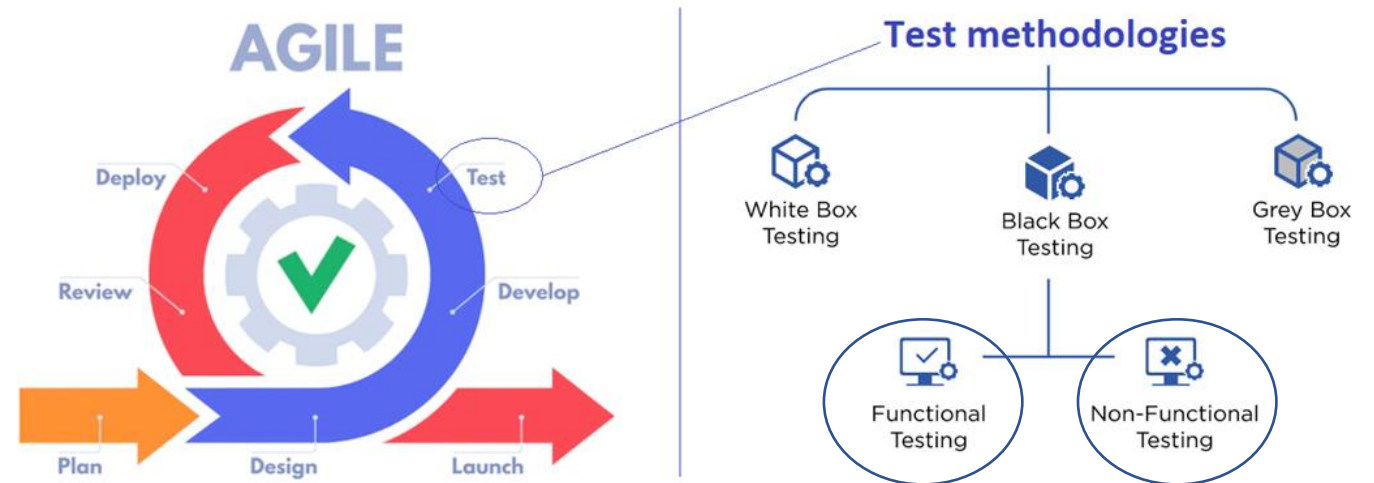 AGILE
Deploy
Test
Review
Develop
Plan
Design
Launch
Test methodologies
White Box
Testing
Black Box
Testing
Grey Box
Testing
Functional
Testing
Non-Functional
Testing